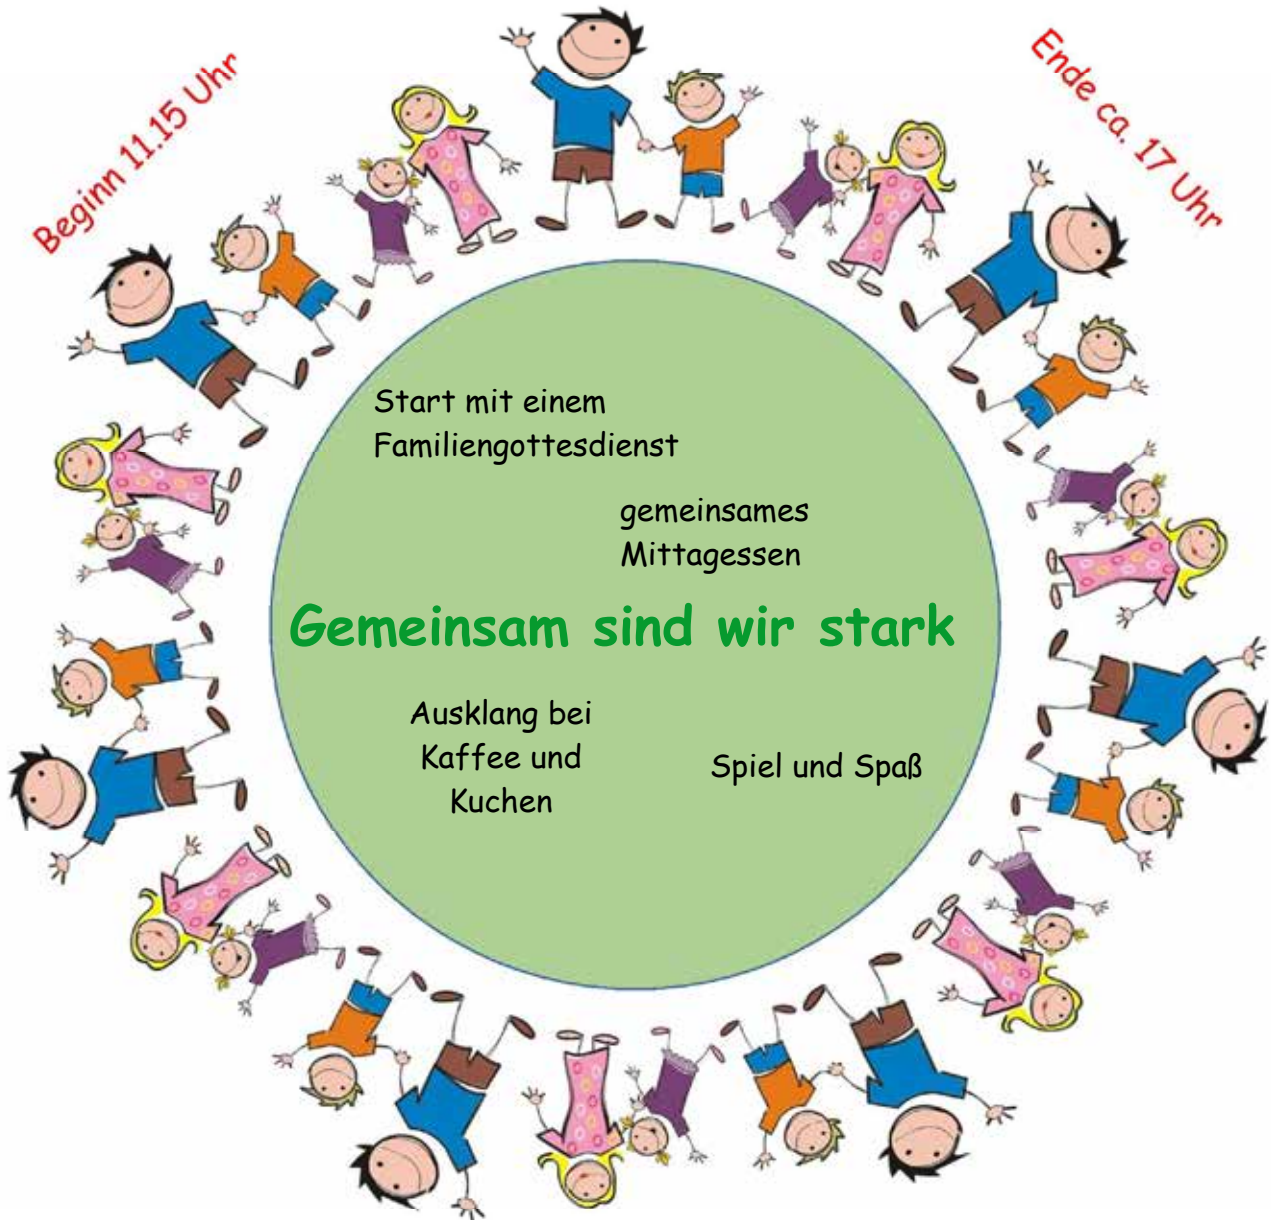 Beginn 11.15 Uhr
Ende ca. 17 Uhr
Start mit einem
Familiengottesdienst
gemeinsames
Mittagessen
Gemeinsam sind wir stark
Ausklang bei
Kaffee und
Kuchen
Spiel und Spaß